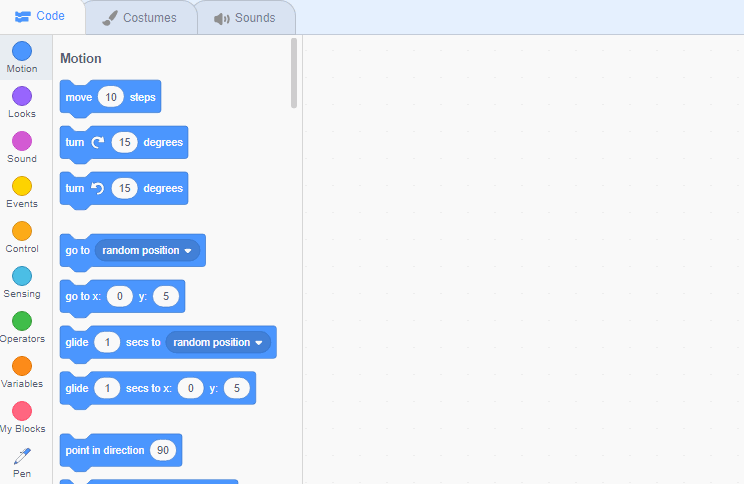 Code Costumes Sounds
Motion
Looks
Sound
Events
Control
Sensing
Operators
Variables
My Blocks
Pen
Motion
move 10 steps
turn 15 degrees
turn 15 degrees
go to random position
go to x: 0 y: 5
glide 1 secs to random position
glide 1 secs to x: 0 y: 5
point in direction 90